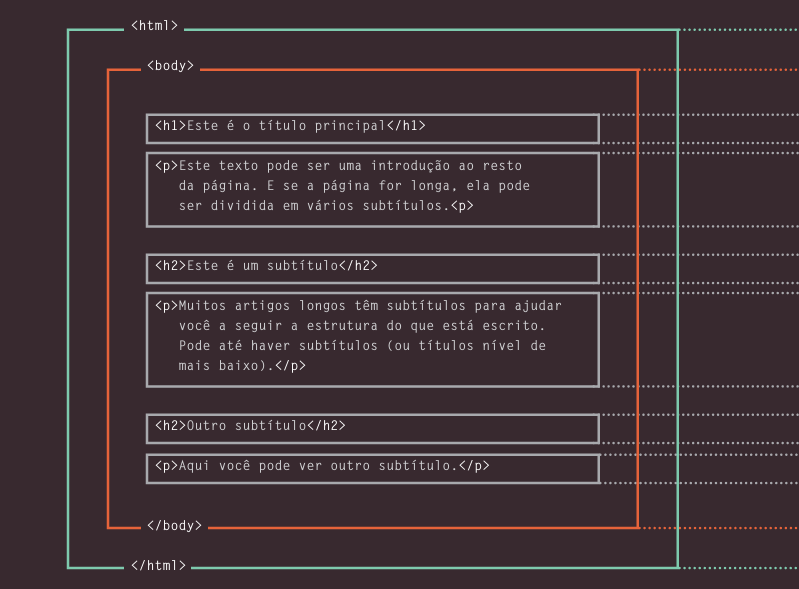 <html>
<body>
<h1>Este é o título principal</h1>
<p>Este texto pode ser uma introdução ao resto
da página. E se a página for longa, ela pode
ser dividida em vários subtítulos.<p>
<h2>Este é um subtítulo</h2>
<p>Muitos artigos longos têm subtítulos para ajudar
você a seguir a estrutura do que está escrito.
Pode até haver subtítulos (ou títulos nível de
mais baixo).</p>
<h2>Outro subtítulo</h2>
<p>Aqui você pode ver outro subtítulo.</p>
</body>
</html>